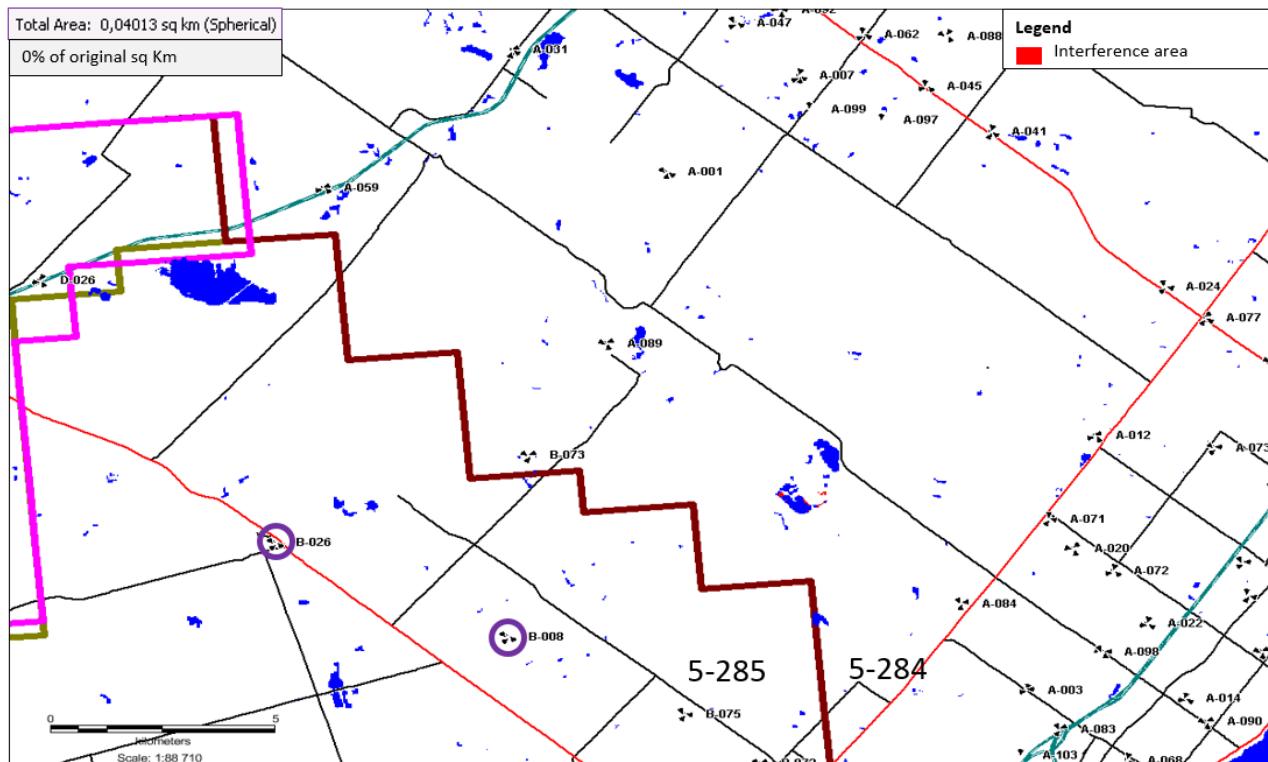 Total Area: 0,04013 sq km (Spherical)
0% of original sq Km
Legend
Interference area
A-047
A-062
A-088
A-031
A-007
A-045
A-099
A-097
A-041
A-001
A-059
D-026
A-024
A-077
A-089
A-012
A-073
B-073
A-071
B-026
A-020
A-072
A-084
A-022
B-008
A-098
5-285
5-284
A-003
A-014
B-075
A-090
A-083
0
5
kilometers
A-103
A-068
Scale: 1:88 710